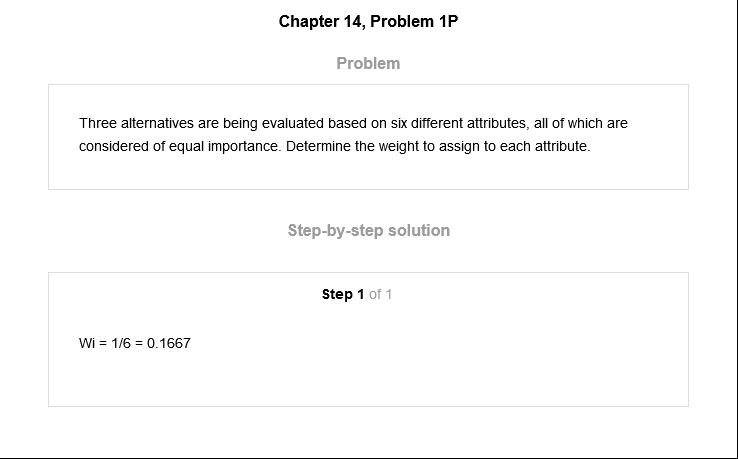 Chapter 14, Problem 1P
Problem
Three alternatives are being evaluated based on six different attributes, all of which are
considered of equal importance. Determine the weight to assign to each attribute.
Step-by-step solution
Step 1 of 1
Wi = 1/6 = 0.1667